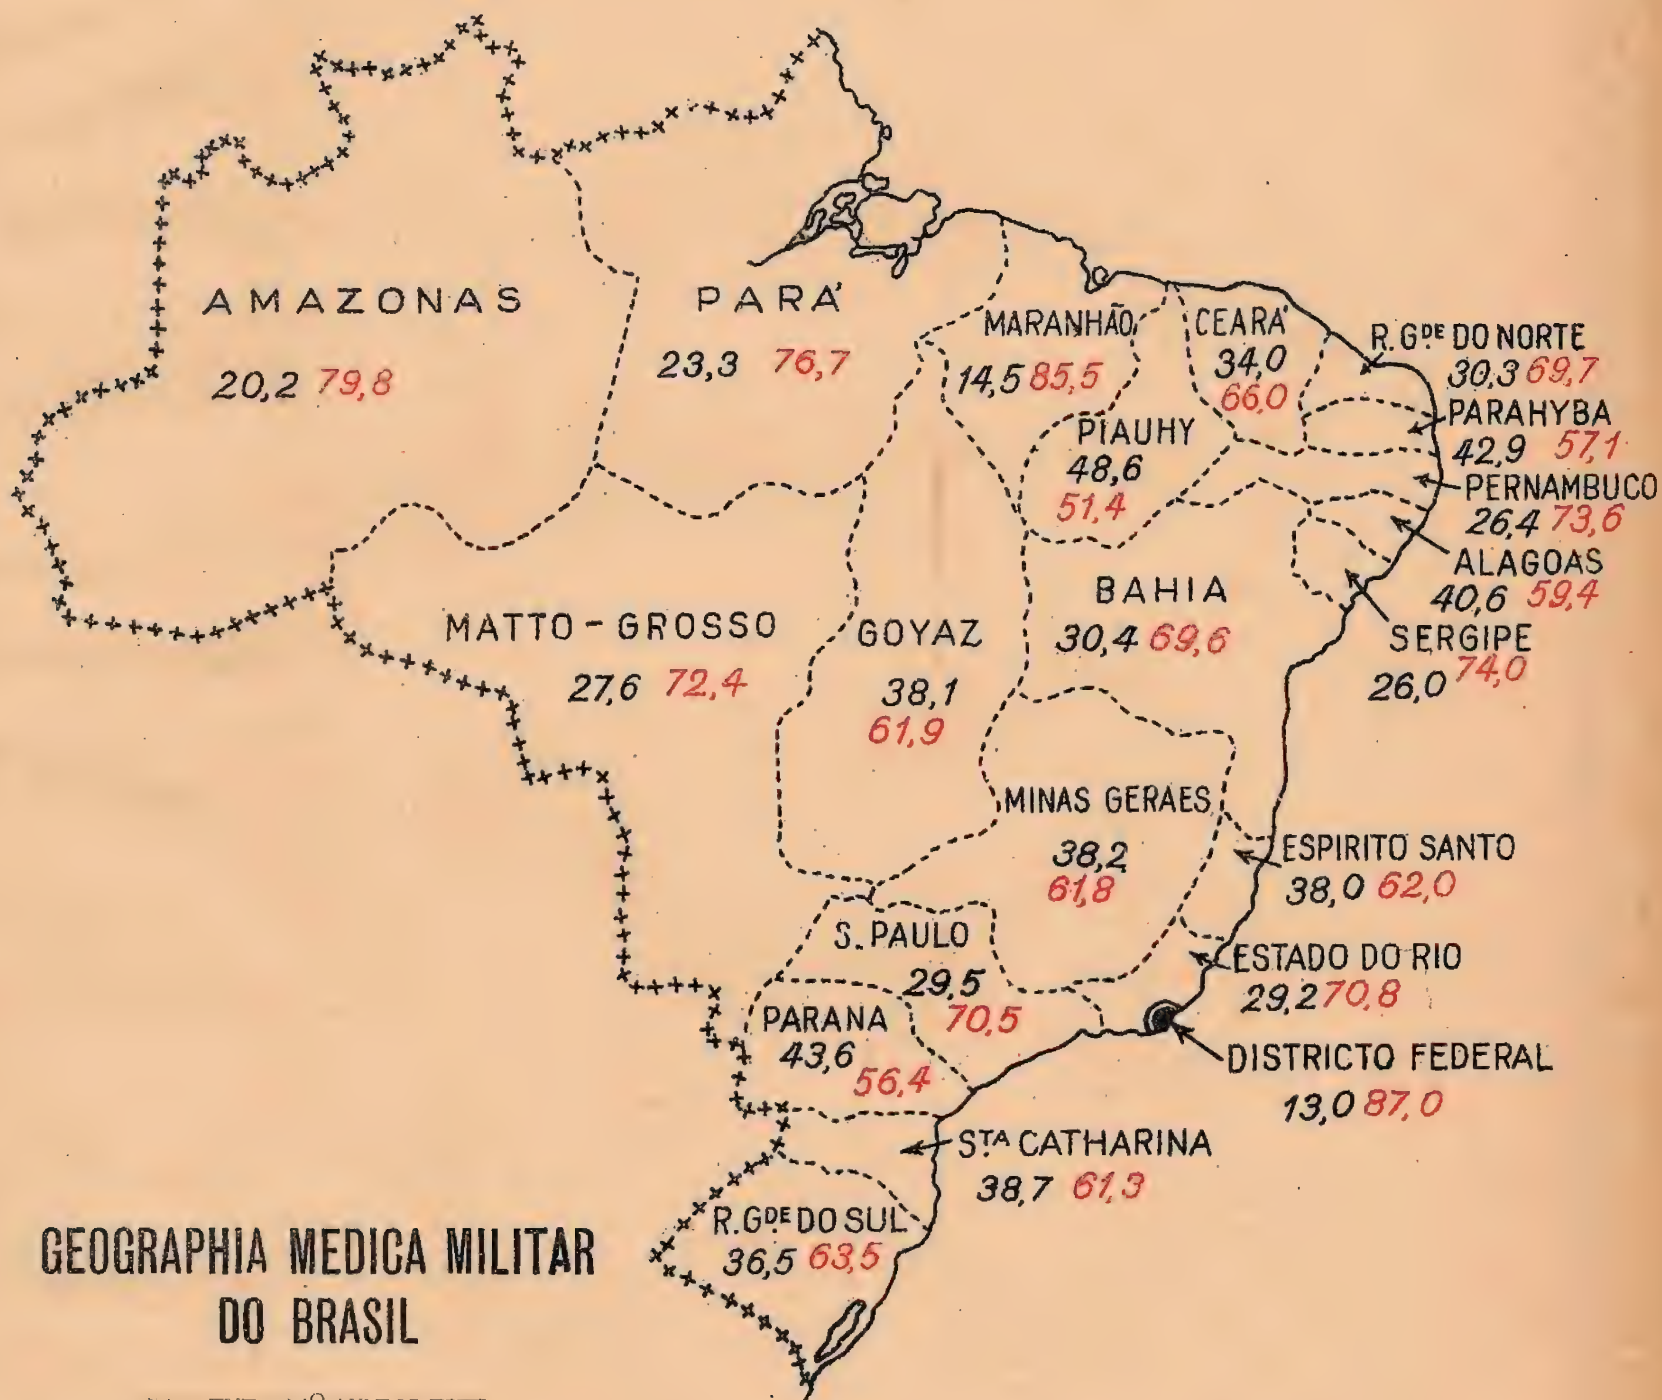 AMAZONAS
20,2 79,8
PARÁ
23,3 76,7
MARANHÃO
14,5 85,5
CEARÁ
34,0
66,0
R. GDE DO NORTE
30,3 69,7
PARAHYBA
42,9 57,1
PIAUHY
48,6
51,4
PERNAMBUCO
26,4 73,6
ALAGOAS
40,6 59,4
SERGIPE
26,0 74,0
BAHIA
30,4 69,6
MATTO-GROSSO
27,6 72,4
GOYAZ
38,1
61,9
MINAS GERAES
38,2
61,8
ESPIRITO SANTO
38,0 62,0
S. PAULO
29,5
70,5
ESTADO DO RIO
29,2 70,8
PARANA
43,6
56,4
DISTRICTO FEDERAL
13,0 87,0
STA CATHARINA
38,7 61,3
R. GDE DO SUL
36,5 63,5
GEOGRAPHIA MEDICA MILITAR
DO BRASIL